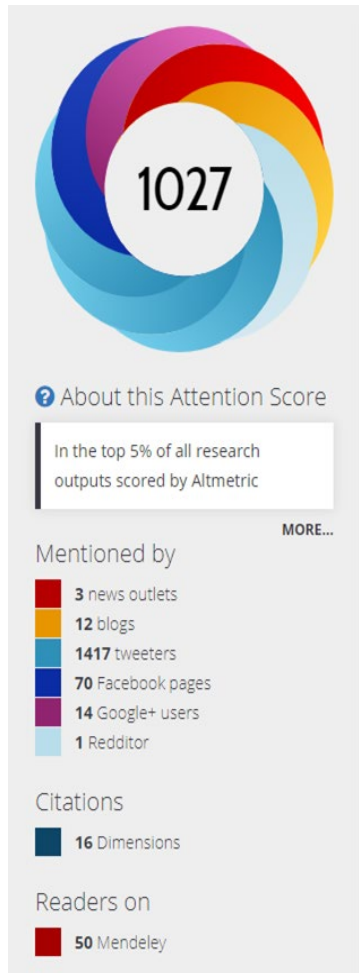 1027
? About this Attention Score
In the top 5% of all research
outputs scored by Altmetric
MORE...
Mentioned by
3 news outlets
12 blogs
1417 tweeters
70 Facebook pages
14 Google+ users
1 Redditor
Citations
16 Dimensions
Readers on
50 Mendeley